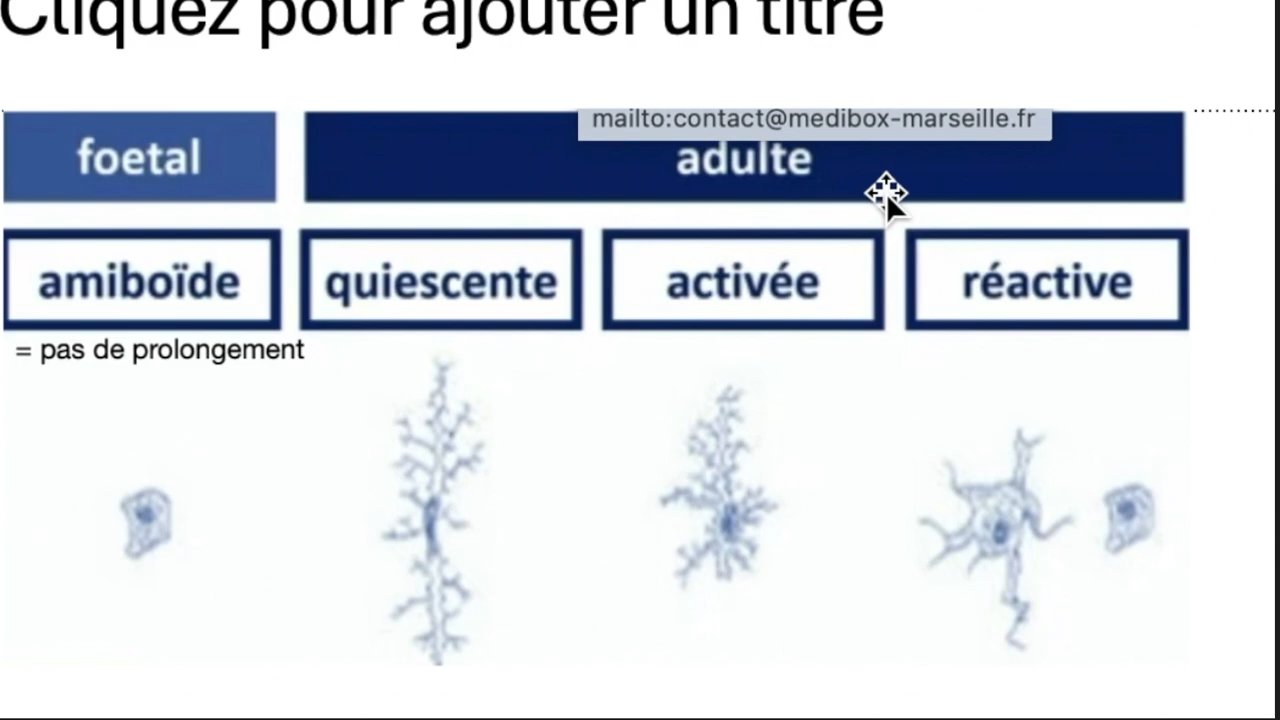 Cliquez pour ajouter un titre
mailto:contact@medibox-marseille.fr
foetal
adulte
amiboïde
quiescente
activée
réactive
= pas de prolongement